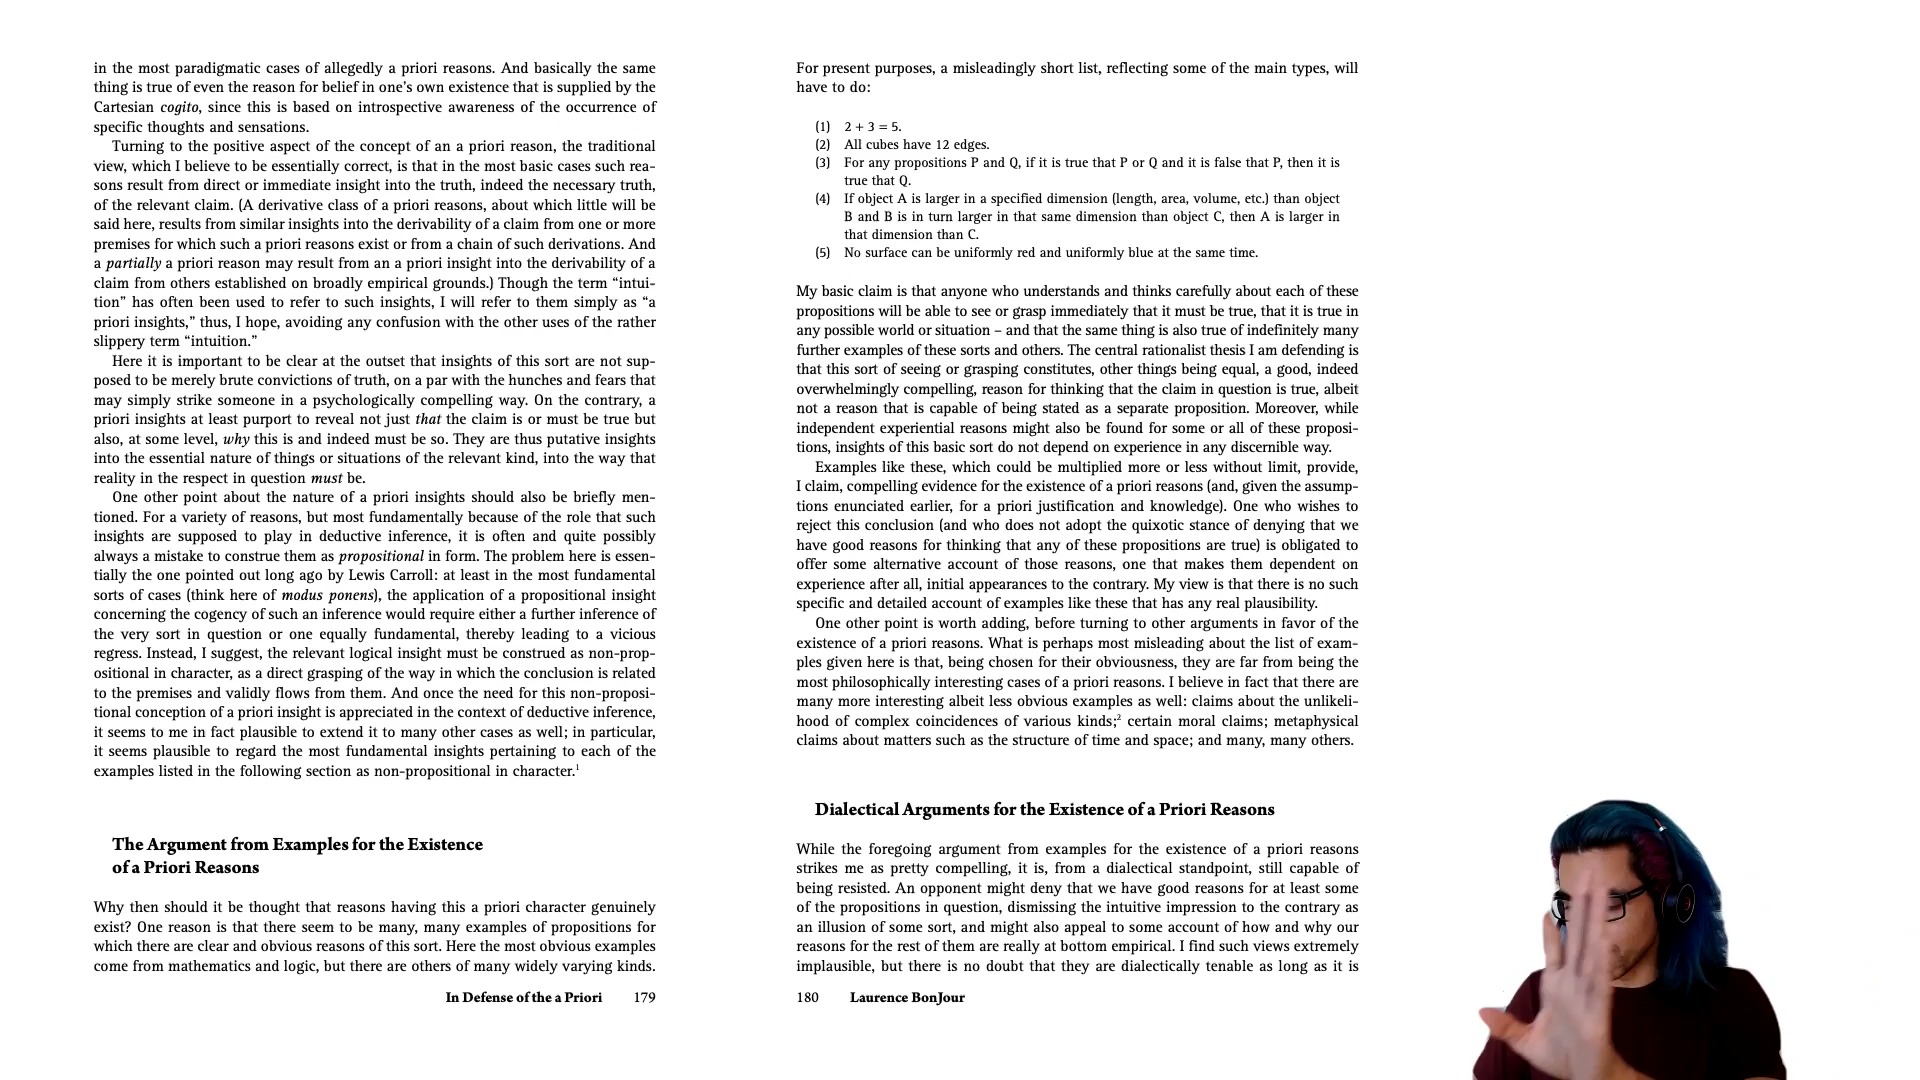 in the most paradigmatic cases of allegedly a priori reasons. And basically the same
thing is true of even the reason for belief in one's own existence that is supplied by the
Cartesian cogito, since this is based on introspective awareness of the occurrence of
specific thoughts and sensations.
Turning to the positive aspect of the concept of an a priori reason, the traditional
view, which I believe to be essentially correct, is that in the most basic cases such rea-
sons result from direct or immediate insight into the truth, indeed the necessary truth,
of the relevant claim. (A derivative class of a priori reasons, about which little will be
said here, results from similar insights into the derivability of a claim from one or more
premises for which such a priori reasons exist or from a chain of such derivations. And
a partially a priori reason may result from an a priori insight into the derivability of a
claim from others established on broadly empirical grounds.) Though the term “intui-
tion” has often been used to refer to such insights, I will refer to them simply as “a
priori insights,” thus, I hope, avoiding any confusion with the other uses of the rather
slippery term “intuition.”
Here it is important to be clear at the outset that insights of this sort are not sup-
posed to be merely brute convictions of truth, on a par with the hunches and fears that
may simply strike someone in a psychologically compelling way. On the contrary, a
priori insights at least purport to reveal not just that the claim is or must be true but
also, at some level, why this is and indeed must be so. They are thus putative insights
into the essential nature of things or situations of the relevant kind, into the way that
reality in the respect in question must be.
One other point about the nature of a priori insights should also be briefly men-
tioned. For a variety of reasons, but most fundamentally because of the role that such
insights are supposed to play in deductive inference, it is often and quite possibly
always a mistake to construe them as propositional in form. The problem here is essen-
tially the one pointed out long ago by Lewis Carroll: at least in the most fundamental
sorts of cases (think here of modus ponens), the application of a propositional insight
concerning the cogency of such an inference would require either a further inference of
the very sort in question or one equally fundamental, thereby leading to a vicious
regress. Instead, I suggest, the relevant logical insight must be construed as non-prop-
ositional in character, as a direct grasping of the way in which the conclusion is related
to the premises and validly flows from them. And once the need for this non-proposi-
tional conception of a priori insight is appreciated in the context of deductive inference,
it seems to me in fact plausible to extend it to many other cases as well; in particular,
it seems plausible to regard the most fundamental insights pertaining to each of the
examples listed in the following section as non-propositional in character.1
The Argument from Examples for the Existence
of a Priori Reasons
Why then should it be thought that reasons having this a priori character genuinely
exist? One reason is that there seem to be many, many examples of propositions for
which there are clear and obvious reasons of this sort. Here the most obvious examples
come from mathematics and logic, but there are others of many widely varying kinds.
In Defense of the a Priori 179
For present purposes, a misleadingly short list, reflecting some of the main types, will
have to do:
(1) 2 + 3 = 5.
(2) All cubes have 12 edges.
(3) For any propositions P and Q, if it is true that P or Q and it is false that P, then it is
true that Q.
(4) If object A is larger in a specified dimension (length, area, volume, etc.) than object
B and B is in turn larger in that same dimension than object C, then A is larger in
that dimension than C.
(5) No surface can be uniformly red and uniformly blue at the same time.
My basic claim is that anyone who understands and thinks carefully about each of these
propositions will be able to see or grasp immediately that it must be true, that it is true in
any possible world or situation – and that the same thing is also true of indefinitely many
further examples of these sorts and others. The central rationalist thesis I am defending is
that this sort of seeing or grasping constitutes, other things being equal, a good, indeed
overwhelmingly compelling, reason for thinking that the claim in question is true, albeit
not a reason that is capable of being stated as a separate proposition. Moreover, while
independent experiential reasons might also be found for some or all of these proposi-
tions, insights of this basic sort do not depend on experience in any discernible way.
Examples like these, which could be multiplied more or less without limit, provide,
I claim, compelling evidence for the existence of a priori reasons (and, given the assump-
tions enunciated earlier, for a priori justification and knowledge). One who wishes to
reject this conclusion (and who does not adopt the quixotic stance of denying that we
have good reasons for thinking that any of these propositions are true) is obligated to
offer some alternative account of those reasons, one that makes them dependent on
experience after all, initial appearances to the contrary. My view is that there is no such
specific and detailed account of examples like these that has any real plausibility.
One other point is worth adding, before turning to other arguments in favor of the
existence of a priori reasons. What is perhaps most misleading about the list of exam-
ples given here is that, being chosen for their obviousness, they are far from being the
most philosophically interesting cases of a priori reasons. I believe in fact that there are
many more interesting albeit less obvious examples as well: claims about the unlikeli-
hood of complex coincidences of various kinds;2 certain moral claims; metaphysical
claims about matters such as the structure of time and space; and many, many others.
Dialectical Arguments for the Existence of a Priori Reasons
While the foregoing argument from examples for the existence of a priori reasons
strikes me as pretty compelling, it is, from a dialectical standpoint, still capable of
being resisted. An opponent might deny that we have good reasons for at least some
of the propositions in question, dismissing the intuitive impression to the contrary as
an illusion of some sort, and might also appeal to some account of how and why our
reasons for the rest of them are really at bottom empirical. I find such views extremely
implausible, but there is no doubt that they are dialectically tenable as long as it is
180 Laurence BonJour